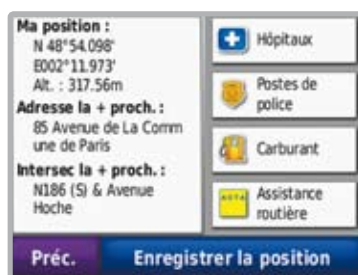 Ma position :
N 48°54.098'
E002°11.973'
Alt. : 317.56m
Adresse la + proch. :
85 Avenue de La Comm
une de Paris
Intersec la + proch. :
N186 (S) & Avenue
Hoche
Hôpitaux
Postes de
police
Carburant
Assistance
routière
Préc.
Enregistrer la position